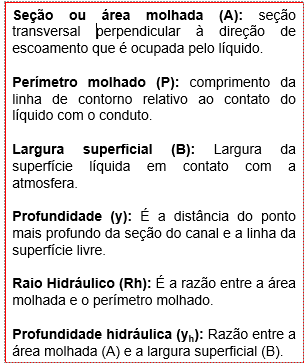 Seção ou área molhada (A): seção
transversal perpendicular à direção de
escoamento que é ocupada pelo líquido.
Perímetro molhado (P): comprimento da
linha de contorno relativo ao contato do
líquido com o conduto.
Largura superficial (B): Largura da
superfície líquida em contato com a
atmosfera.
Profundidade (y): É a distância do ponto
mais profundo da seção do canal e a linha da
superfície livre.
Raio Hidráulico (Rh): É a razão entre a área
molhada e o perímetro molhado.
Profundidade hidráulica (yh): Razão entre a
área molhada (A) e a largura superficial (B).